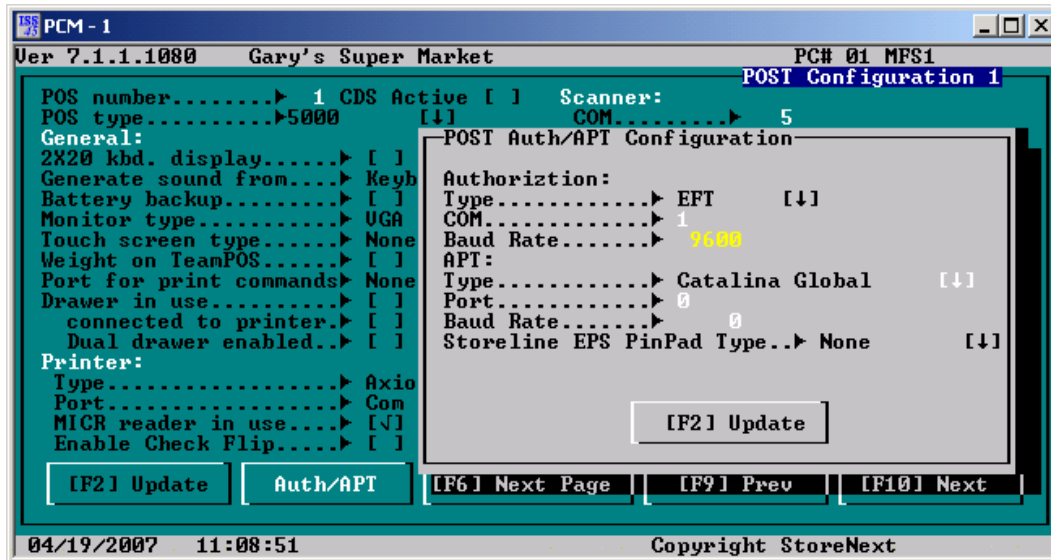 ISS 45 PCM - 1
Ver 7.1.1.1080 Gary's Super Market PC# 01 MFS1
POST Configuration 1
POS number........► 1 CDS Active [ ] Scanner:
POS type..........►5000 [↓] COM.........► 5
General:
2X20 kbd. display......► [ ]
Generate sound from....► Keyb
Battery backup.........► [ ]
Monitor type...........► VGA
Touch screen type......► None
Weight on TeamPOS......► [ ]
Port for print commands► None
Drawer in use..........► [ ]
connected to printer.► [ ]
Dual drawer enabled..► [ ]
Printer:
Type...................► Axio
Port...................► Com
MICR reader in use....► [√]
Enable Check Flip.....► [ ]
POST Auth/APT Configuration
Authoriztion:
Type.............► EFT [↓]
COM..............► 1
Baud Rate.......► 9600
APT:
Type.............► Catalina Global [↓]
Port.............► 0
Baud Rate.......► 0
Storeline EPS PinPad Type..► None [↓]
[F2] Update
[F2] Update Auth/APT [F6] Next Page [F9] Prev [F10] Next
04/19/2007 11:08:51 Copyright StoreNext